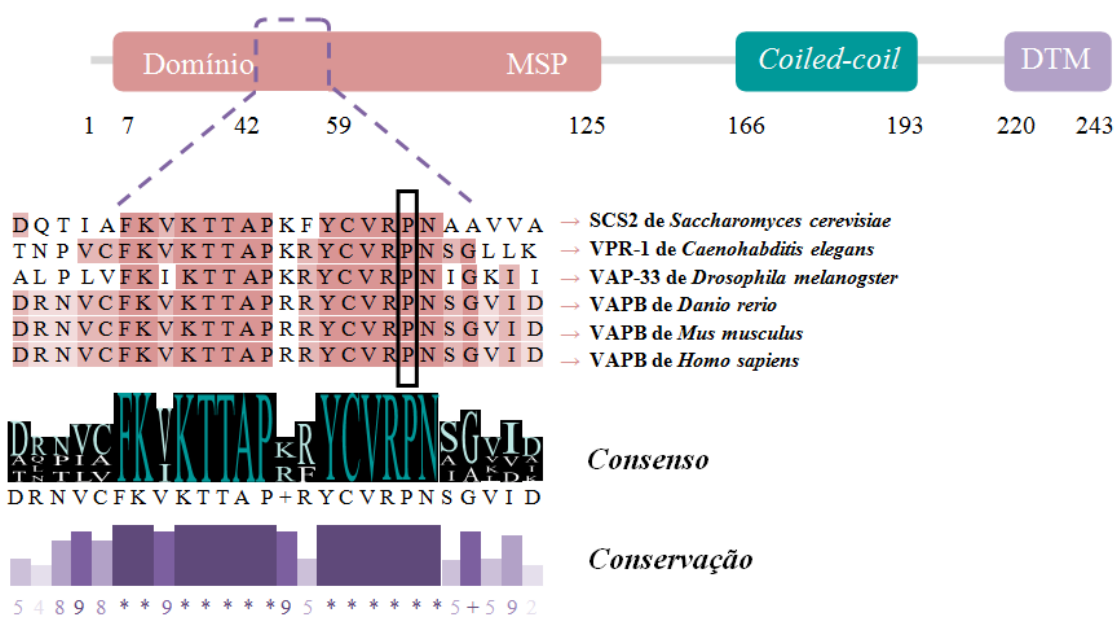 Domínio MSP Coiled-coil DTM
1 7 42 59 125 166 193 220 243
D Q T I A F K V K T T A P K F Y C V R P N A A V V A → SCS2 de Saccharomyces cerevisiae
T N P V C F K V K T T A P K R Y C V R P N S G L L K → VPR-1 de Caenohabditis elegans
A L P L V F K I K T T A P K R Y C V R P N I G K I I → VAP-33 de Drosophila melanogster
D R N V C F K V K T T A P R R Y C V R P N S G V I D → VAPB de Danio rerio
D R N V C F K V K T T A P R R Y C V R P N S G V I D → VAPB de Mus musculus
D R N V C F K V K T T A P R R Y C V R P N S G V I D → VAPB de Homo sapiens
D R N V C F K V K T T A P K R Y C V R P N S G V I D
Consenso
D R N V C F K V K T T A P + R Y C V R P N S G V I D
Conservação
5 4 8 9 8 * * 9 * * * * * 9 5 * * * * * * 5 + 5 9 2